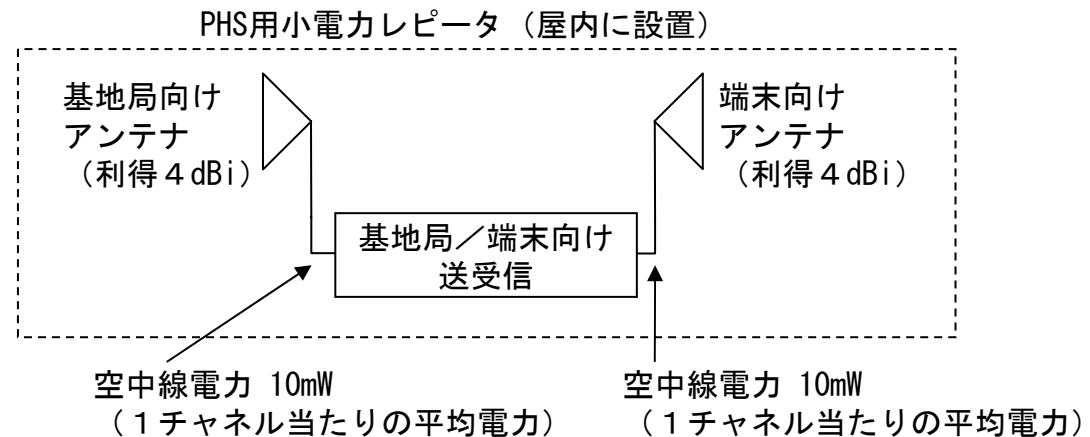 PHS用小電力レピータ（屋内に設置）
基地局向け
アンテナ
（利得４dBi）
端末向け
アンテナ
（利得４dBi）
基地局／端末向け
送受信
空中線電力 10mW
（１チャネル当たりの平均電力）
空中線電力 10mW
（１チャネル当たりの平均電力）